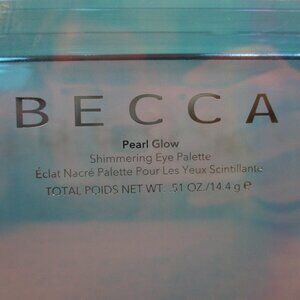 BECCA
Pearl Glow
Shimmering Eye Palette
Éclat Nacré Palette Pour Les Yeux Scintillante
TOTAL POIDS NET WT. .51 OZ./14.4 g e